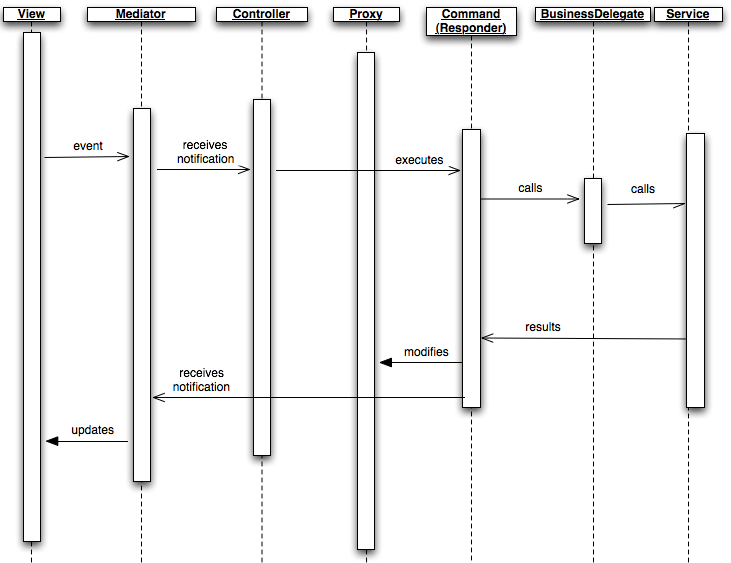 View
Mediator
Controller
Proxy
Command
(Responder)
BusinessDelegate
Service
event
receives
notification
executes
calls
calls
results
modifies
receives
notification
updates